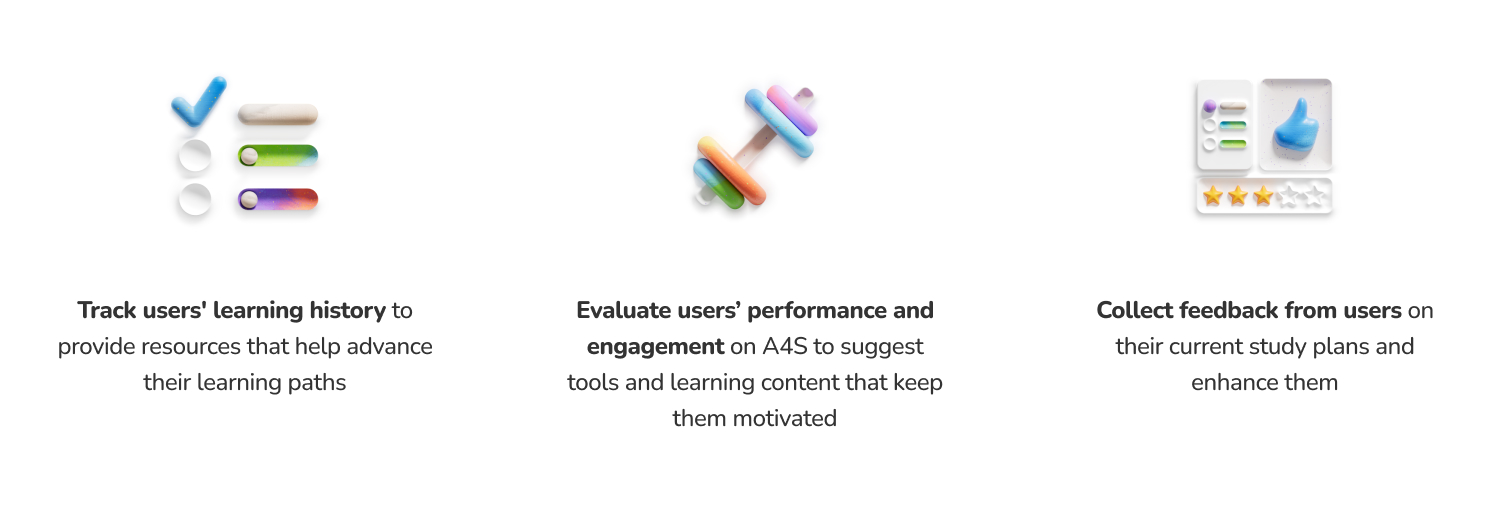 Track users' learning history to
provide resources that help advance
their learning paths
Evaluate users’ performance and
engagement on A4S to suggest
tools and learning content that keep
them motivated
Collect feedback from users on
their current study plans and
enhance them